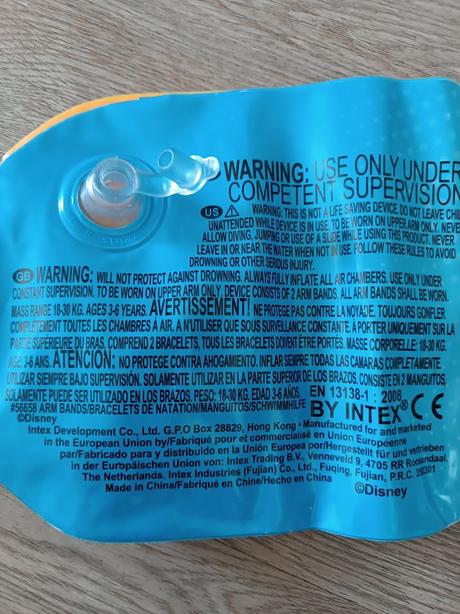 WARNING: USE ONLY UNDER
COMPETENT SUPERVISION
US WARNING: THIS IS NOT A LIFE SAVING DEVICE. DO NOT LEAVE CHILD
UNATTENDED WHILE DEVICE IS IN USE. TO BE WORN ON UPPER ARM ONLY. NEVER
ALLOW DIVING, JUMPING OR USE OF A SLIDE WHILE USING THIS PRODUCT. NEVER
LEAVE IN OR NEAR THE WATER WHEN NOT IN USE. FOLLOW THESE RULES TO AVOID
DROWNING OR OTHER SERIOUS INJURY.
GB WARNING: WILL NOT PROTECT AGAINST DROWNING. ALWAYS FULLY INFLATE ALL AIR CHAMBERS. USE ONLY UNDER
CONSTANT SUPERVISION. TO BE WORN ON UPPER ARM ONLY. DEVICE CONSISTS OF 2 ARM BANDS. ALL ARM BANDS SHALL BE WORN.
MASS RANGE 18-30 KG. AGES 3-6 YEARS. AVERTISSEMENT! NE PROTEGE PAS CONTRE LA NOYADE. TOUJOURS GONFLER
COMPLÈTEMENT TOUTES LES CHAMBRES À AIR. A N'UTILISER QUE SOUS SURVEILLANCE CONSTANTE. À PORTER UNIQUEMENT SUR LA
PARTIE SUPERIEURE DU BRAS. COMPREND 2 BRACELETS, TOUS LES BRACELETS DOIVENT ÊTRE PORTÉS. MASSE CORPORELLE: 18-30 KG.
AGE: 3-6 ANS. ATENCION: NO PROTEGE CONTRA AHOGAMIENTO. INFLAR SIEMPRE TODAS LAS CAMARAS COMPLETAMENTE.
UTILIZAR SIEMPRE BAJO SUPERVISIÓN. SOLAMENTE UTILIZAR EN LA PARTE SUPERIOR DE LOS BRAZOS. CONSISTE EN 2 MANGUITOS,
SOLAMENTE PUEDE SER UTILIZADO EN LOS BRAZOS. PESO: 18-30 KG. EDAD 3-6 AÑOS. EN 13138-1 : 2008
#56658 ARM BANDS/BRACELETS DE NATATION/MANGUITOS/SCHWIMMHILFE BY INTEX® CE
©Disney
Intex Development Co., Ltd. G.P.O Box 28829, Hong Kong • Manufactured for and marketed
in the European Union by/Fabriqué pour et commercialisé en Union Européenne
par/Fabricado para y distribuido en la Unión Europea por/Hergestellt für und vertrieben
in der Europäischen Union von: Intex Trading B.V., Venneveld 9, 4705 RR Roosendaal,
The Netherlands. Intex Industries (Fujian) Co., Ltd., Fuqing, Fujian, P.R.C. 350301
Made in China/Fabriqué en Chine/Hecho en China
©Disney